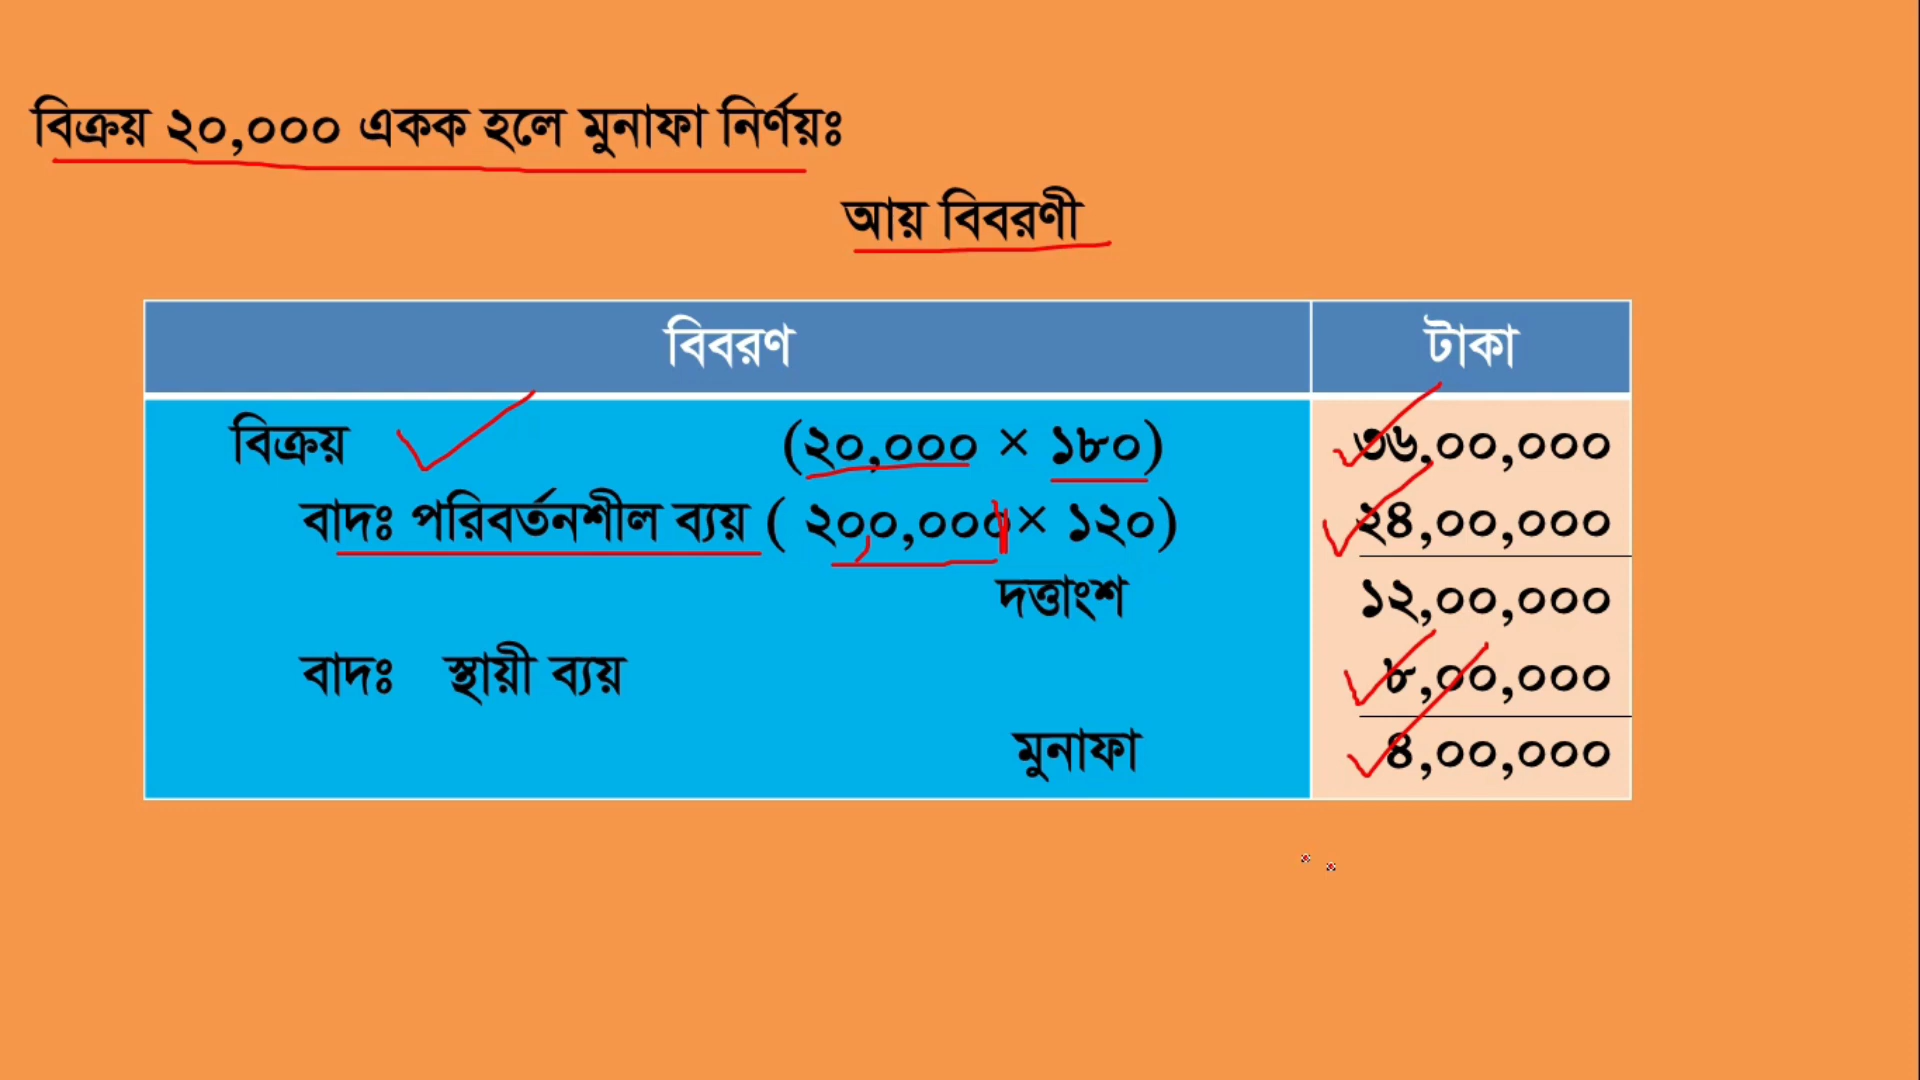 বিক্রয় ২০,০০০ একক হলে মুনাফা নির্ণয়ঃ
আয় বিবরণী
বিবরণ টাকা
বিক্রয় (২০,০০০ × ১৮০) ৩৬,০০,০০০
বাদঃ পরিবর্তনশীল ব্যয় ( ২০০,০০০ × ১২০) ২৪,০০,০০০
দত্তাংশ ১২,০০,০০০
বাদঃ স্থায়ী ব্যয় ৮,০০,০০০
মুনাফা ৪,০০,০০০